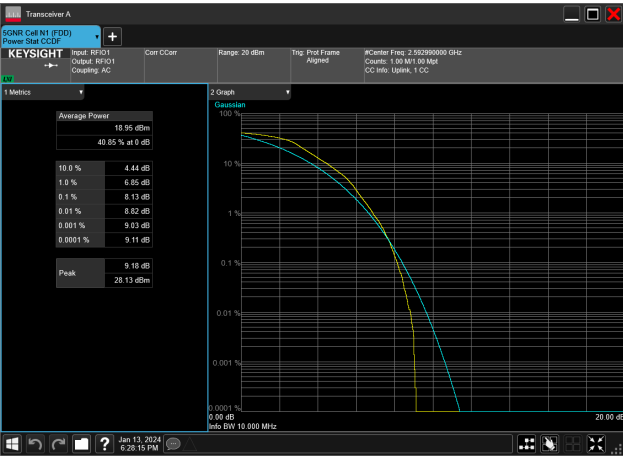 Transceiver A
5GNR Cell N1 (FDD)
Power Stat CCDF
KEYSIGHT
Input: RFIO1
Output: RFIO1
Coupling: AC
Corr CCorr
Range: 20 dBm
Trig: Prot Frame
Aligned
#Center Freq: 2.592990000 GHz
Counts: 1.00 M/1.00 Mpt
CC Info: Uplink, 1 CC
LV
1 Metrics
Average Power
18.95 dBm
40.85 % at 0 dB
10.0 % 4.44 dB
1.0 % 6.85 dB
0.1 % 8.13 dB
0.01 % 8.82 dB
0.001 % 9.03 dB
0.0001 % 9.11 dB
Peak
9.18 dB
28.13 dBm
2 Graph
Gaussian
100 %
10 %
1 %
0.1 %
0.01 %
0.001 %
0.0001 %
0.00 dB
20.00 dB
Info BW 10.000 MHz
?
Jan 13, 2024
6:28:15 PM